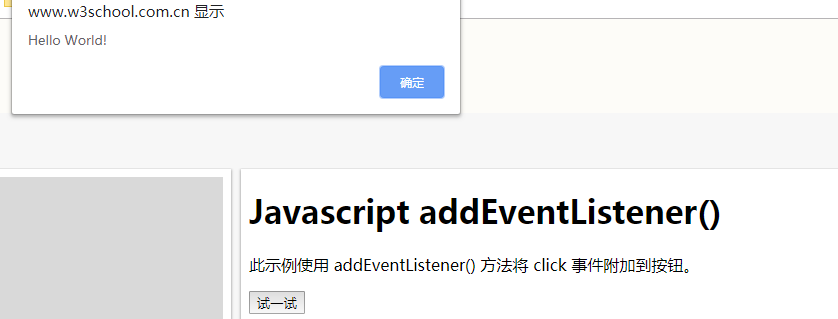 www.w3school.com.cn 显示
Hello World!
确定
Javascript addEventListener()
此示例使用 addEventListener() 方法将 click 事件附加到按钮。
试一试